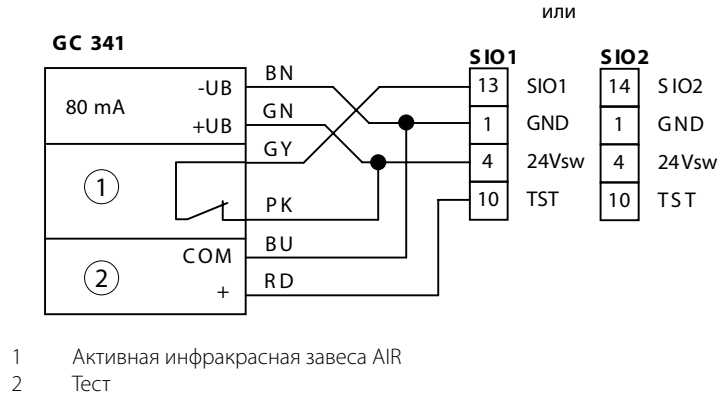 или
GC 341
SIO1
SIO2
80 mA
-UB
BN
13
SIO1
14
SIO2
+UB
GN
1
GND
1
GND
GY
4
24Vsw
4
24Vsw
1
PK
10
TST
10
TST
COM
BU
2
+
RD
1 Активная инфракрасная завеса AIR
2 Тест